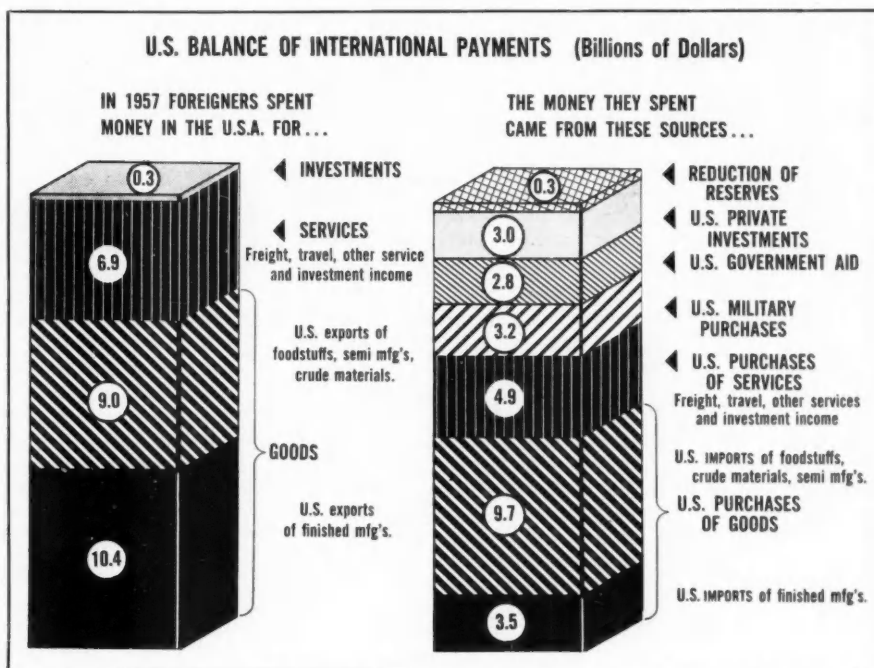 U.S. BALANCE OF INTERNATIONAL PAYMENTS (Billions of Dollars)
IN 1957 FOREIGNERS SPENT
MONEY IN THE U.S.A. FOR...
0.3
INVESTMENTS
6.9
SERVICES
Freight, travel, other service
and investment income
9.0
U.S. exports of
foodstuffs, semi mfg's,
crude materials.
GOODS
10.4
U.S. exports
of finished mfg's.
THE MONEY THEY SPENT
CAME FROM THESE SOURCES...
0.3
REDUCTION OF
RESERVES
3.0
U.S. PRIVATE
INVESTMENTS
2.8
U.S. GOVERNMENT AID
3.2
U.S. MILITARY
PURCHASES
4.9
U.S. PURCHASES
OF SERVICES
Freight, travel, other services
and investment income
9.7
U.S. IMPORTS of foodstuffs,
crude materials, semi mfg's.
U.S. PURCHASES
OF GOODS
3.5
U.S. IMPORTS of finished mfg's.